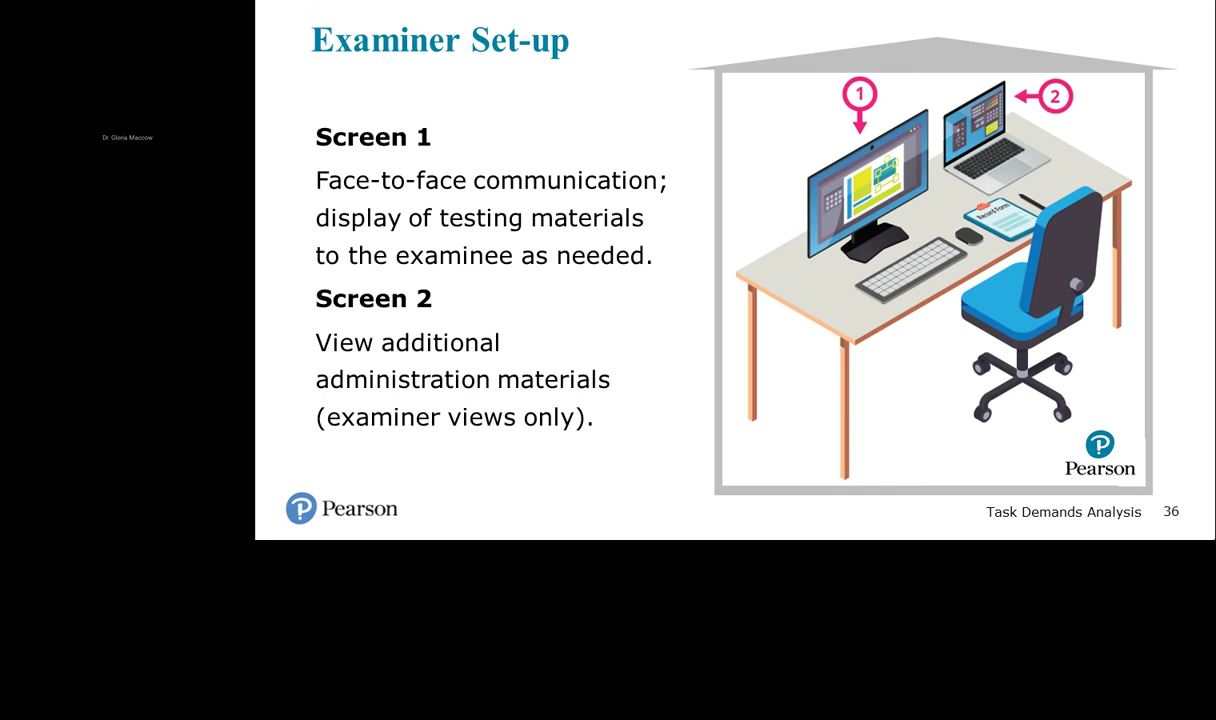 Dr. Gloria Maccow
Examiner Set-up
Screen 1
Face-to-face communication;
display of testing materials
to the examinee as needed.
Screen 2
View additional
administration materials
(examiner views only).
1
2
Record Form
Pearson
Pearson
Task Demands Analysis 36